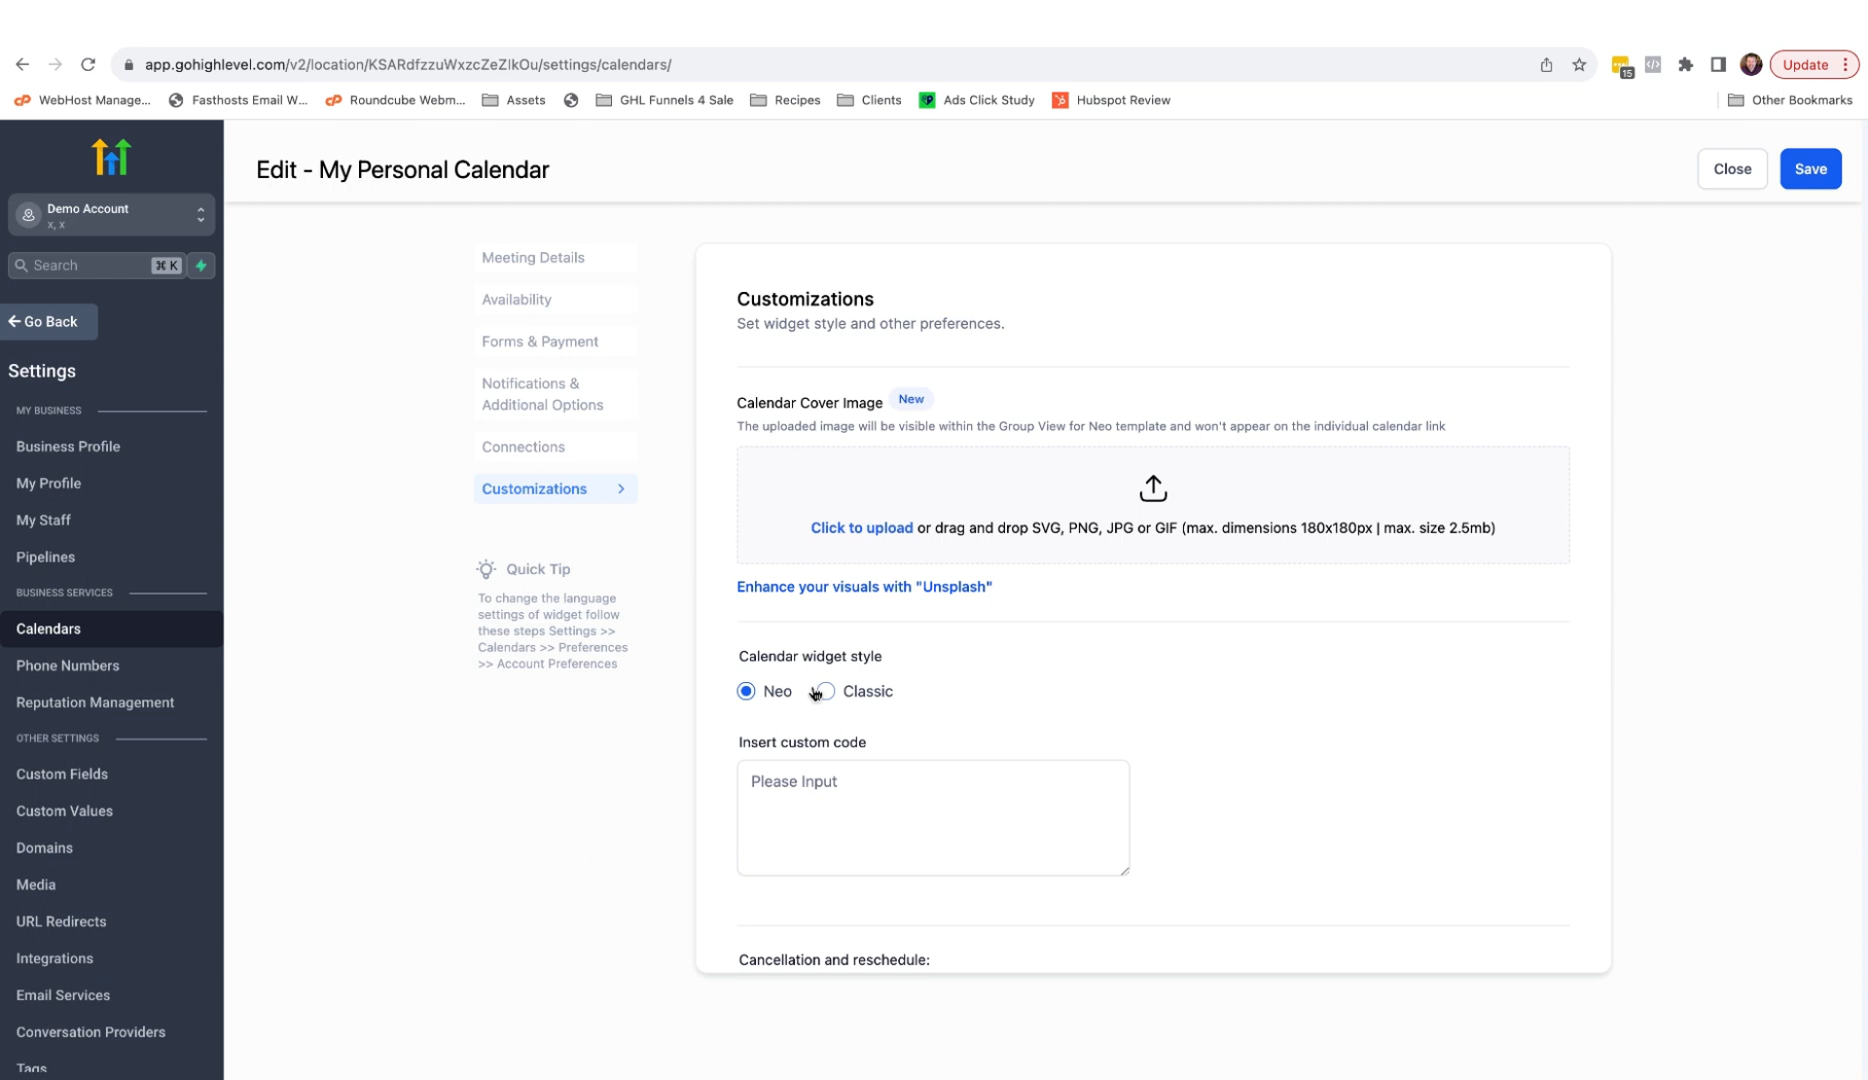 app.gohighlevel.com/v2/location/KSARdfzzuWxzcZeZlkOu/settings/calendars/
15
Update
WebHost Manage...
Fasthosts Email W...
Roundcube Webm...
Assets
GHL Funnels 4 Sale
Recipes
Clients
Ads Click Study
Hubspot Review
Other Bookmarks
Demo Account
x, x
Search
⌘ K
Go Back
Settings
MY BUSINESS
Business Profile
My Profile
My Staff
Pipelines
BUSINESS SERVICES
Calendars
Phone Numbers
Reputation Management
OTHER SETTINGS
Custom Fields
Custom Values
Domains
Media
URL Redirects
Integrations
Email Services
Conversation Providers
Tags
Edit - My Personal Calendar
Close
Save
Meeting Details
Availability
Forms & Payment
Notifications &
Additional Options
Connections
Customizations
Quick Tip
To change the language
settings of widget follow
these steps Settings >>
Calendars >> Preferences
>> Account Preferences
Customizations
Set widget style and other preferences.
Calendar Cover Image
New
The uploaded image will be visible within the Group View for Neo template and won't appear on the individual calendar link
Click to upload or drag and drop SVG, PNG, JPG or GIF (max. dimensions 180x180px | max. size 2.5mb)
Enhance your visuals with "Unsplash"
Calendar widget style
Neo
Classic
Insert custom code
Please Input
Cancellation and reschedule: